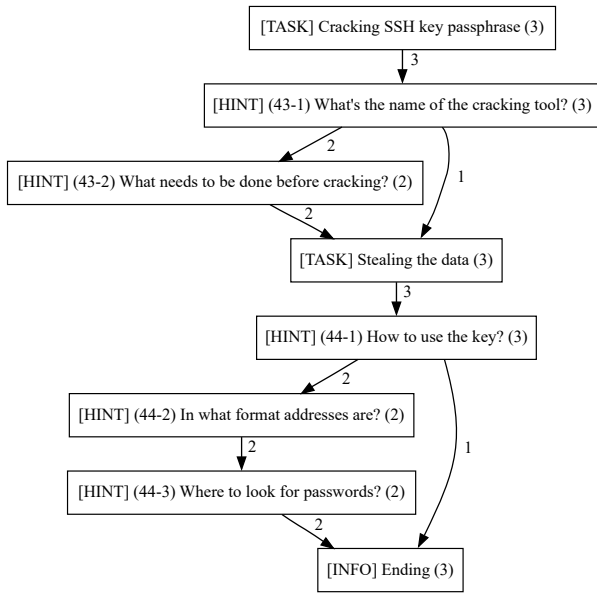 [TASK] Cracking SSH key passphrase (3)
3
[HINT] (43-1) What's the name of the cracking tool? (3)
2
1
[HINT] (43-2) What needs to be done before cracking? (2)
2
[TASK] Stealing the data (3)
3
[HINT] (44-1) How to use the key? (3)
2
1
[HINT] (44-2) In what format addresses are? (2)
2
[HINT] (44-3) Where to look for passwords? (2)
2
[INFO] Ending (3)